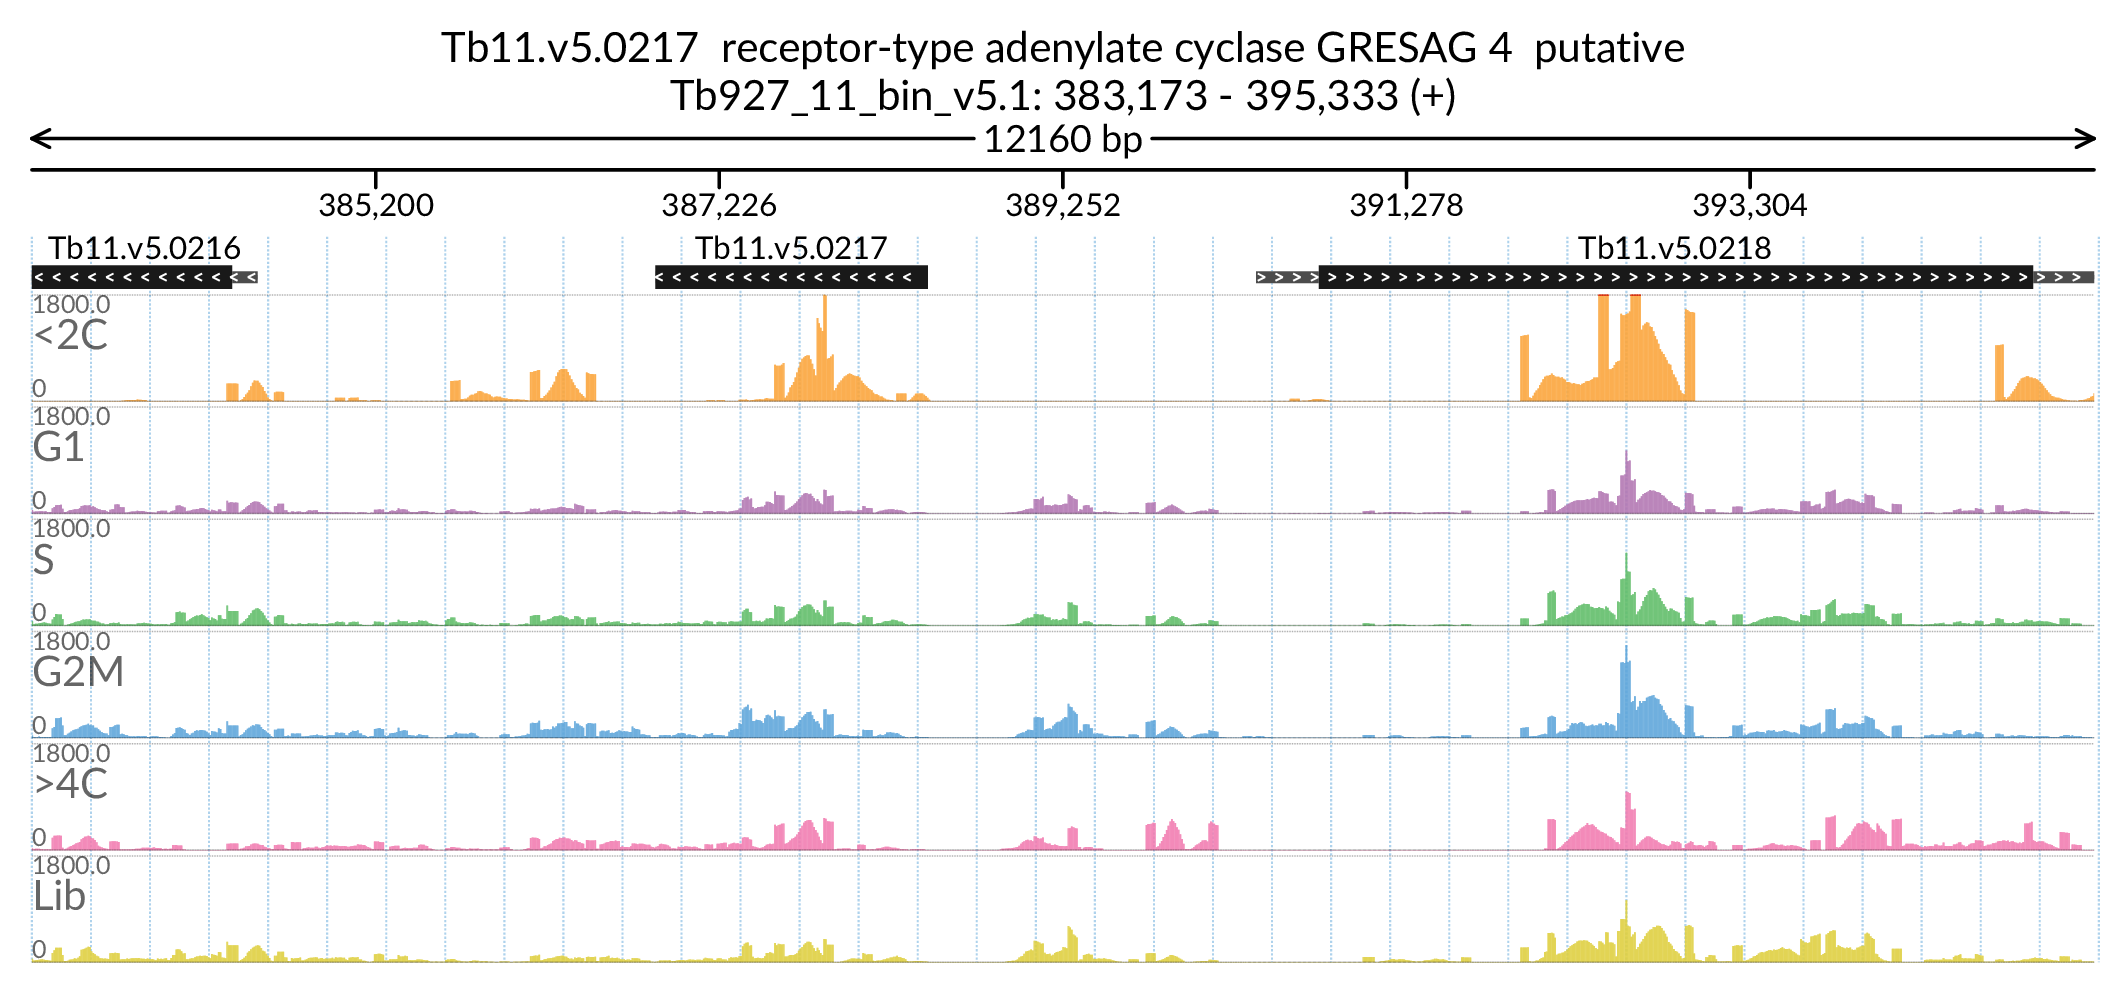 Tb11.v5.0217 receptor-type adenylate cyclase GRESAG 4 putative
Tb927_11_bin_v5.1: 383,173 - 395,333 (+)
12160 bp
385,200 387,226 389,252 391,278 393,304
Tb11.v5.0216 Tb11.v5.0217 Tb11.v5.0218
1800.0
<2C
0
1800.0
G1
0
1800.0
S
0
1800.0
G2M
0
1800.0
>4C
0
1800.0
Lib
0